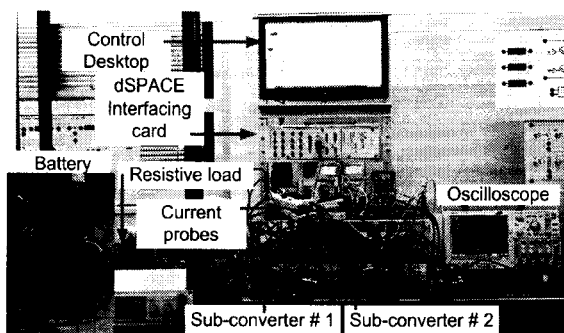 Control
Desktop
dSPACE
Interfacing
card
Battery
Resistive load
Current
probes
Oscilloscope
Sub-converter # 1
Sub-converter # 2